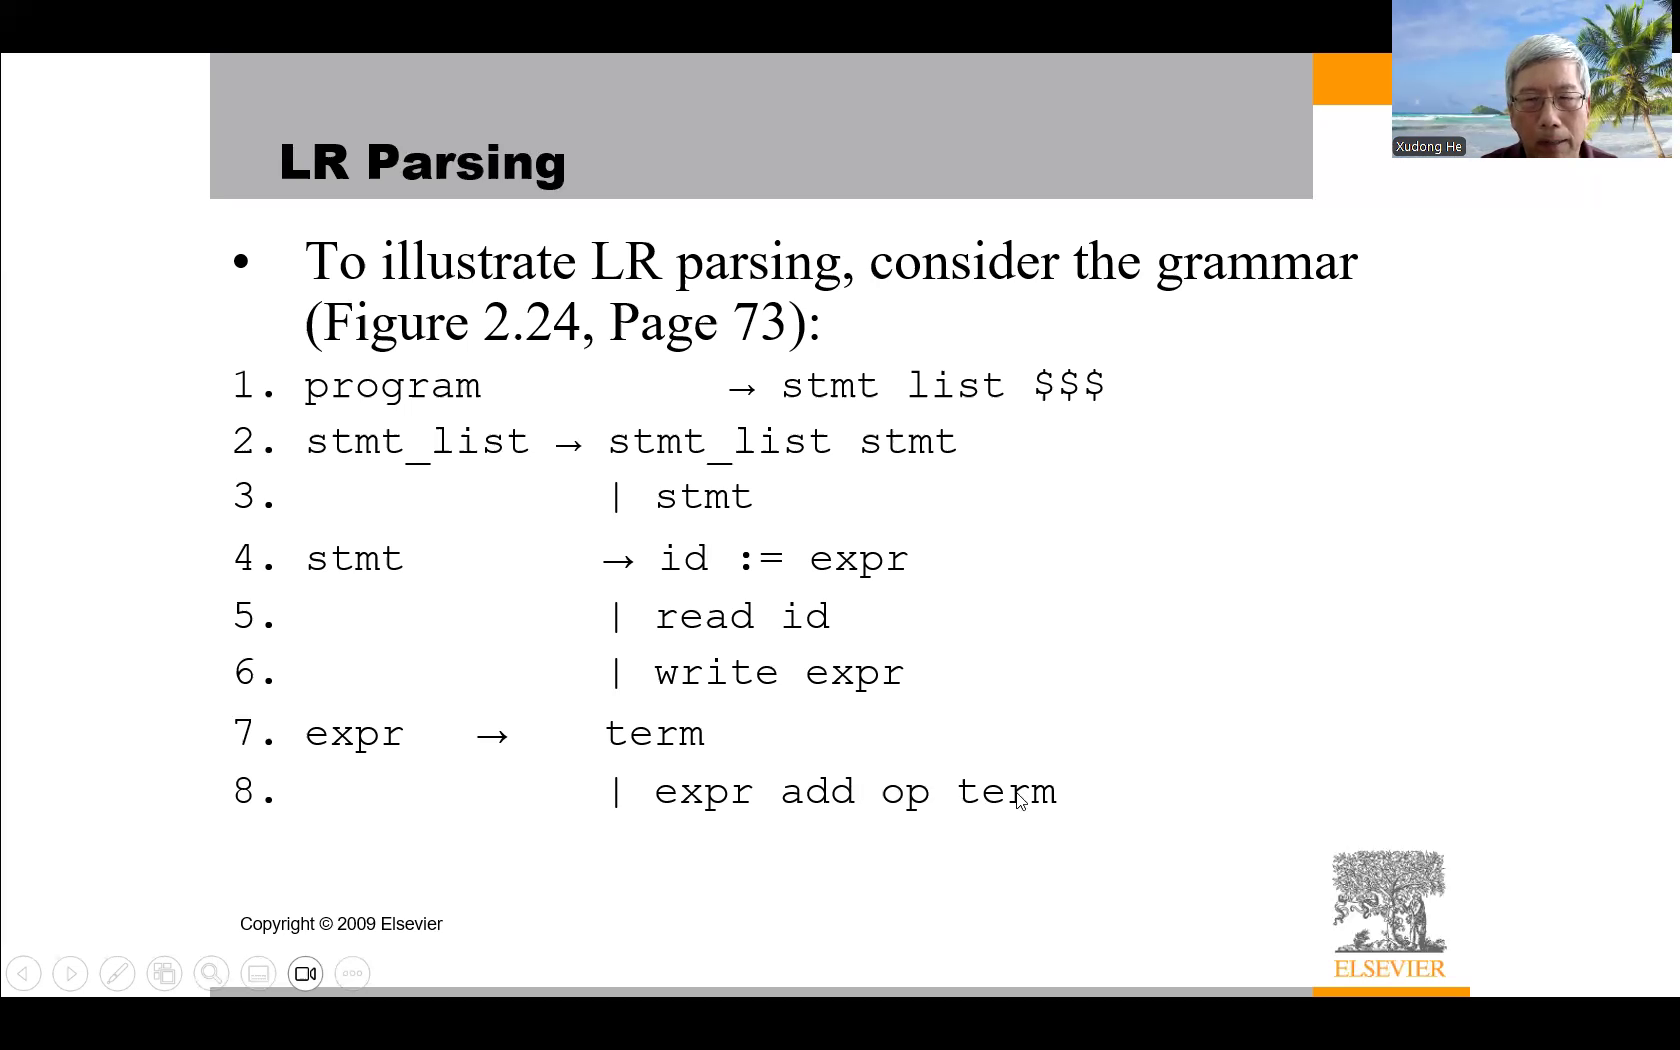 Xudong He
LR Parsing
• To illustrate LR parsing, consider the grammar
(Figure 2.24, Page 73):
1. program → stmt list $$$
2. stmt_list → stmt_list stmt
3. | stmt
4. stmt → id := expr
5. | read id
6. | write expr
7. expr → term
8. | expr add op term
Copyright © 2009 Elsevier
ELSEVIER